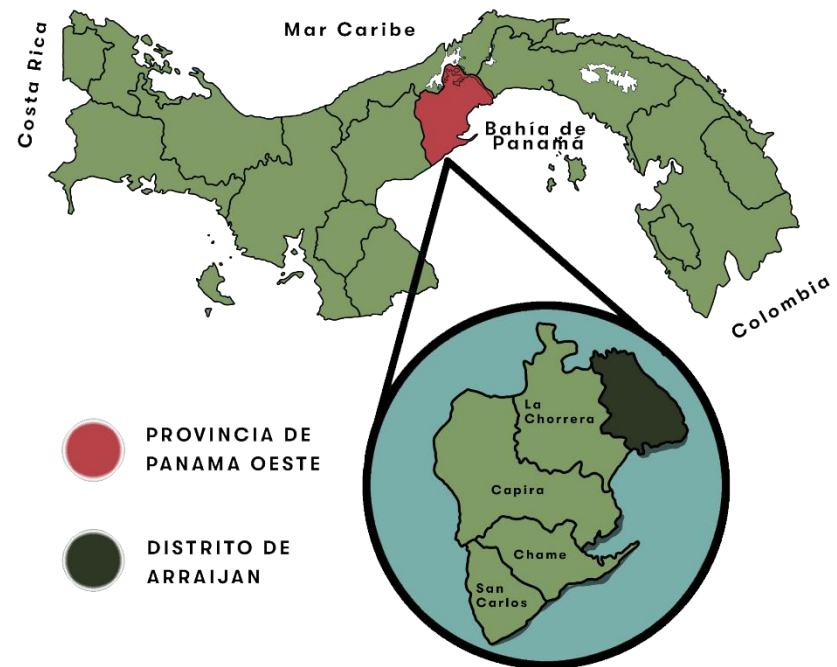 Mar Caribe
Costa Rica
Bahía de
Panamá
Colombia
La
Chorrera
Capira
Chame
San
Carlos
PROVINCIA DE
PANAMA OESTE
DISTRITO DE
ARRAIJAN